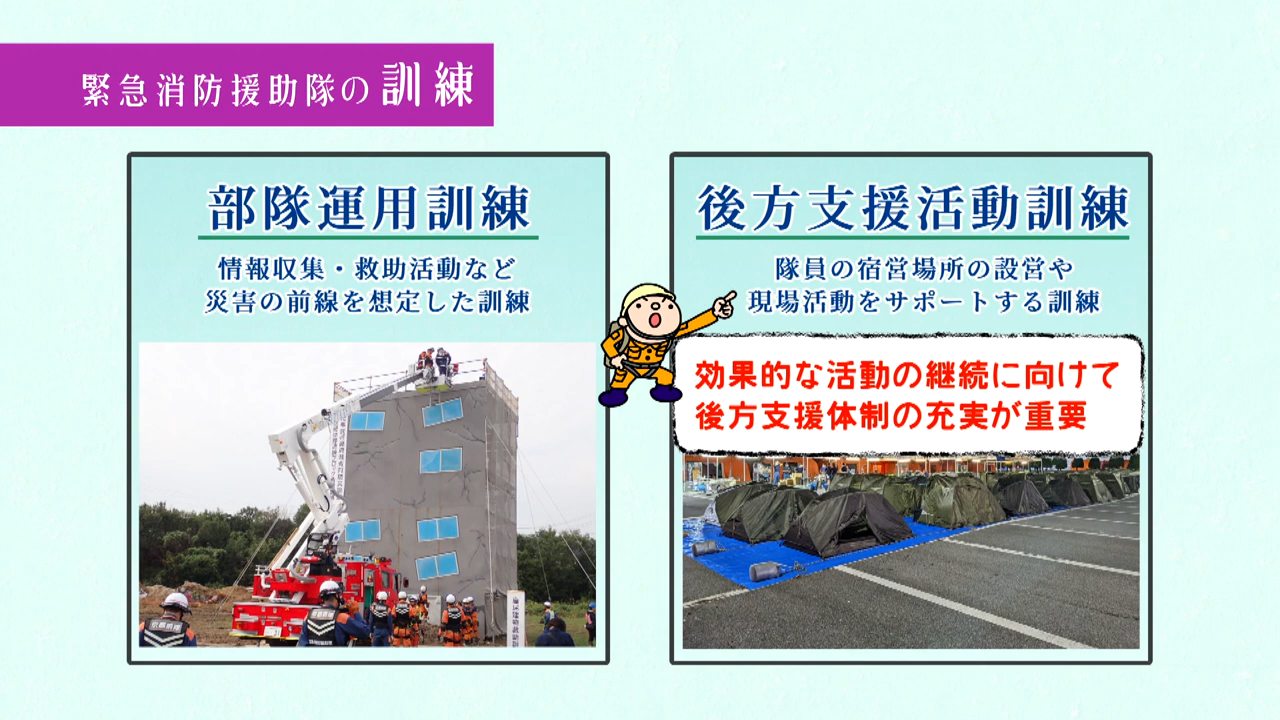 緊急消防援助隊の訓練
部隊運用訓練
情報収集・救助活動など
災害の前線を想定した訓練
後方支援活動訓練
隊員の宿営場所の設営や
現場活動をサポートする訓練
効果的な活動の継続に向けて
後方支援体制の充実が重要